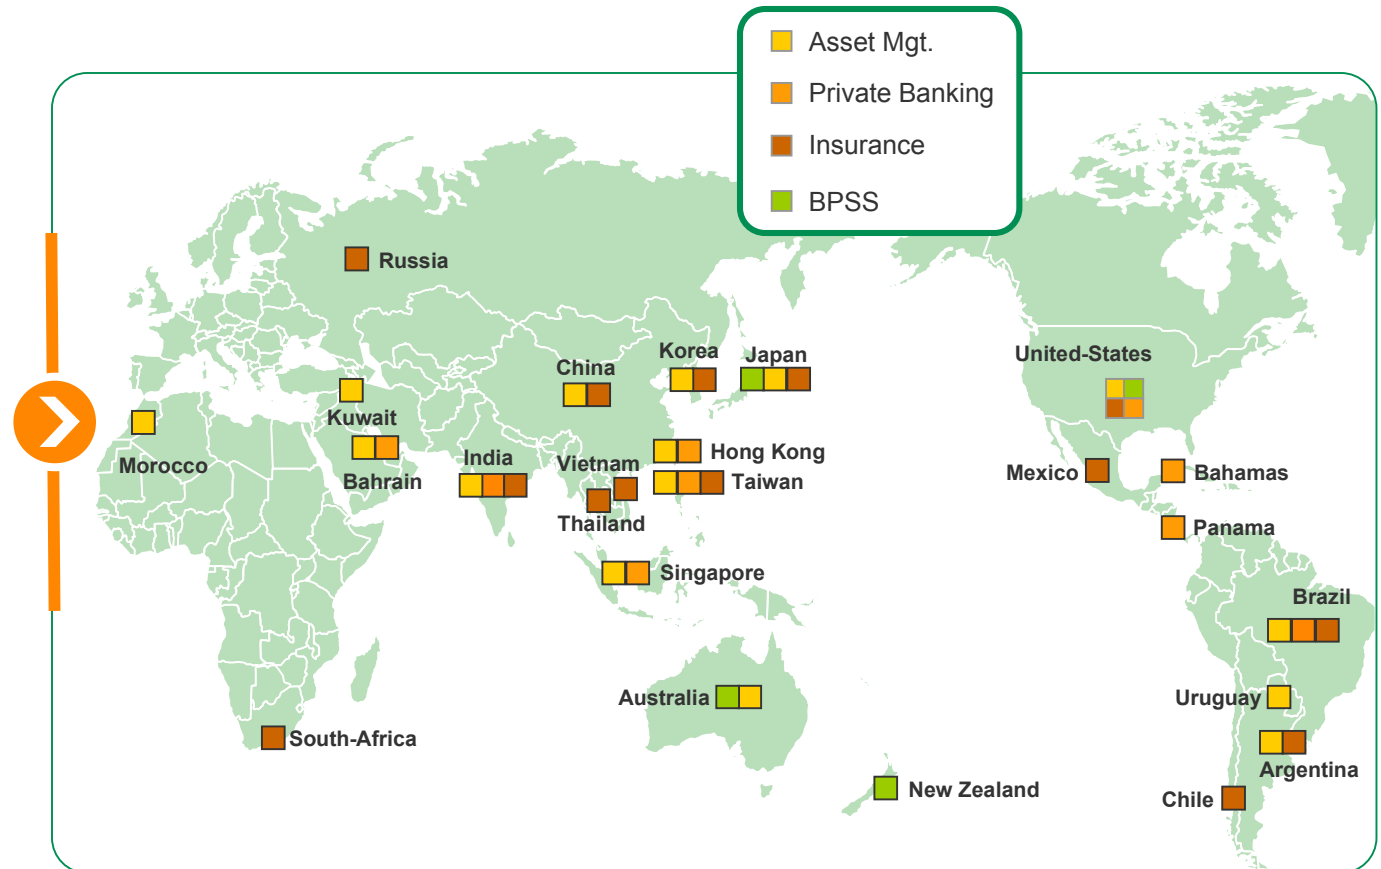 Asset Mgt.
Private Banking
Insurance
BPSS
Russia
Korea
Japan
United-States
China
Kuwait
Morocco
Bahrain
India
Vietnam
Hong Kong
Taiwan
Thailand
Mexico
Bahamas
Panama
Singapore
Brazil
Australia
Uruguay
South-Africa
Argentina
New Zealand
Chile